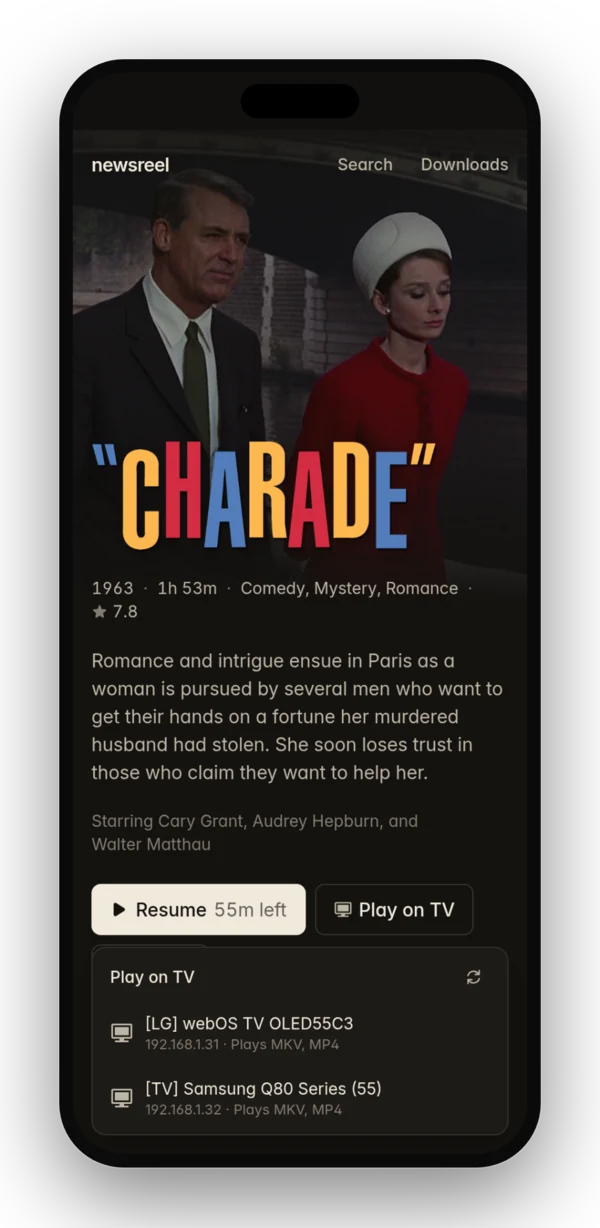 newsreel
Search Downloads
"CHARADE"
1963 · 1h 53m · Comedy, Mystery, Romance ·
★ 7.8
Romance and intrigue ensue in Paris as a
woman is pursued by several men who want to
get their hands on a fortune her murdered
husband had stolen. She soon loses trust in
those who claim they want to help her.
Starring Cary Grant, Audrey Hepburn, and
Walter Matthau
Resume 55m left
Play on TV
Play on TV
[LG] webOS TV OLED55C3
192.168.1.31 · Plays MKV, MP4
[TV] Samsung Q80 Series (55)
192.168.1.32 · Plays MKV, MP4